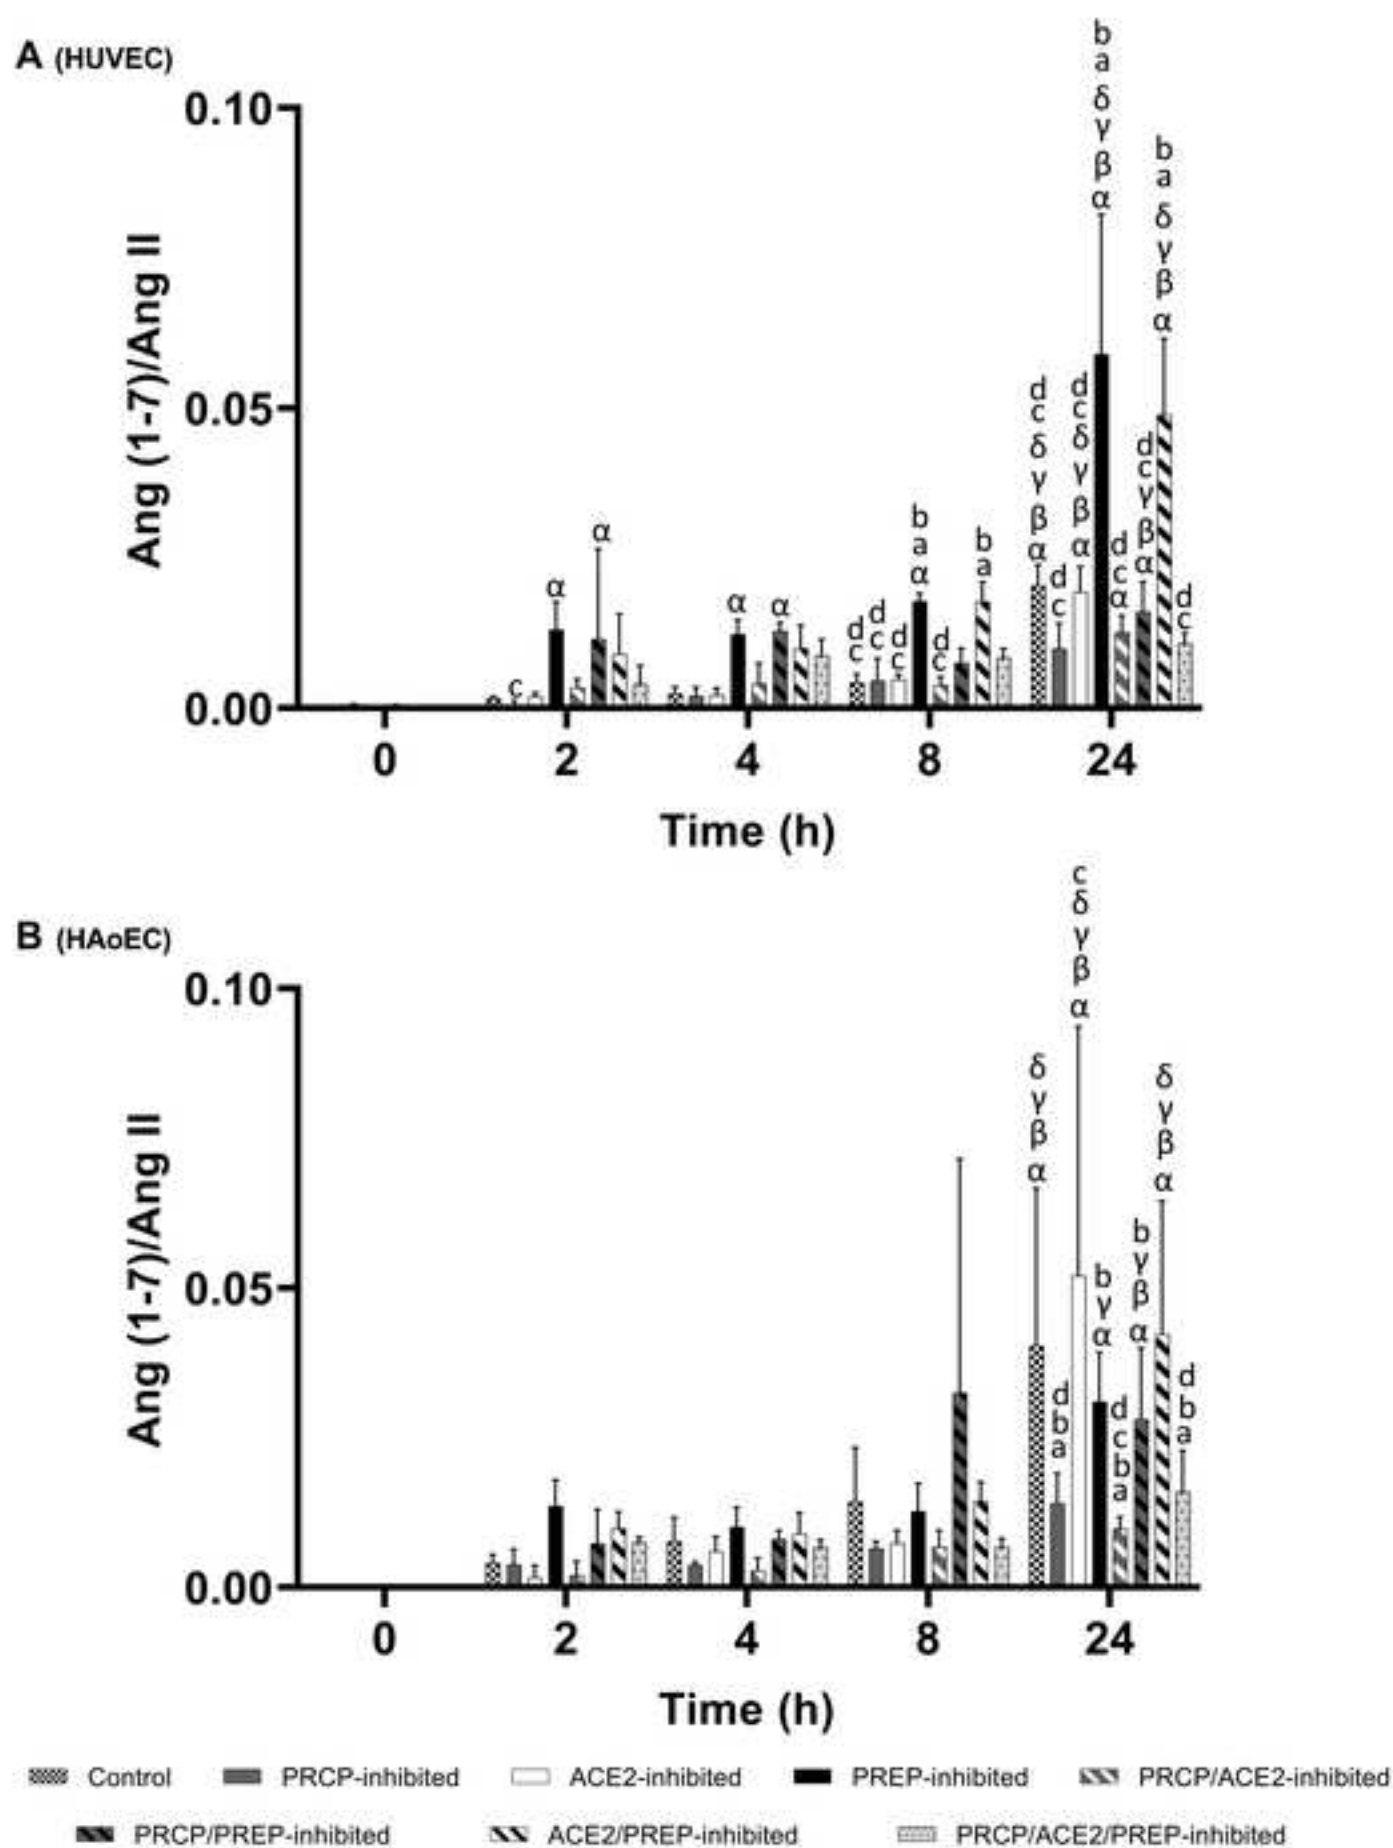 A (HUVEC)
Ang (1-7)/Ang II
0.10
0.05
0.00
c
α
α
α
α
d
c
d
c
d
c
b
a
α
d
c
b
a
d
c
δ
γ
β
α
d
c
d
c
δ
γ
β
α
b
a
δ
γ
β
α
d
c
α
d
c
γ
β
α
b
a
δ
γ
β
α
d
c
0 2 4 8 24
Time (h)
B (HAoEC)
Ang (1-7)/Ang II
0.10
0.05
0.00
δ
γ
β
α
d
b
a
c
δ
γ
β
α
b
γ
α
d
c
b
a
b
γ
β
α
δ
γ
β
α
d
b
a
0 2 4 8 24
Time (h)
Control PRCP-inhibited ACE2-inhibited PREP-inhibited PRCP/ACE2-inhibited
PRCP/PREP-inhibited ACE2/PREP-inhibited PRCP/ACE2/PREP-inhibited